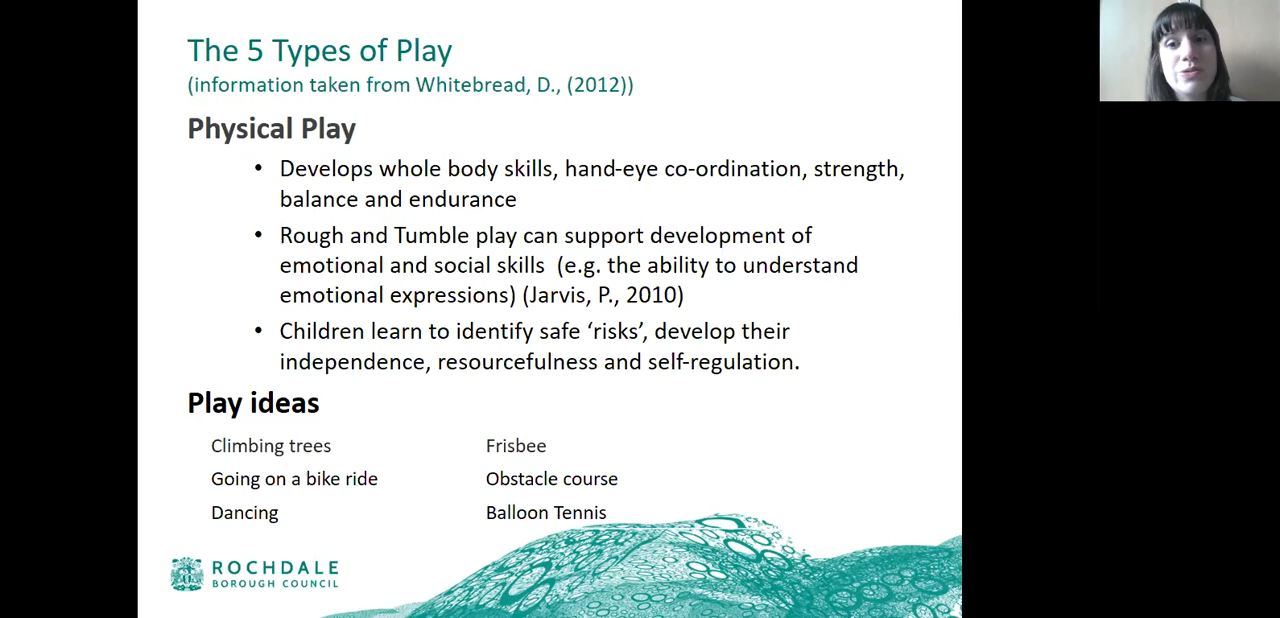 The 5 Types of Play
(information taken from Whitebread, D., (2012))
Physical Play
• Develops whole body skills, hand-eye co-ordination, strength,
balance and endurance
• Rough and Tumble play can support development of
emotional and social skills  (e.g. the ability to understand
emotional expressions) (Jarvis, P., 2010)
• Children learn to identify safe ‘risks’, develop their
independence, resourcefulness and self-regulation.
Play ideas
Climbing trees
Going on a bike ride
Dancing
Frisbee
Obstacle course
Balloon Tennis
ROCHDALE
BOROUGH COUNCIL